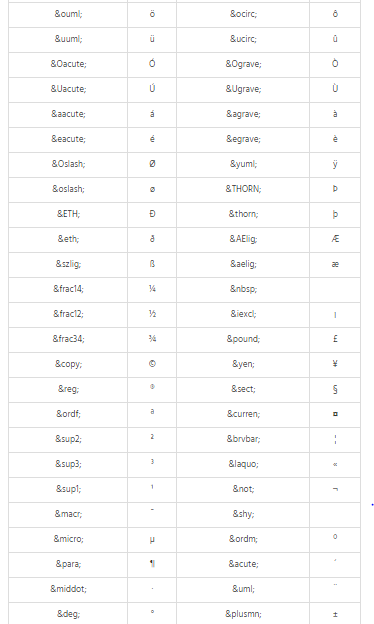 &ouml; ö &ocirc; ô
&uuml; ü &ucirc; û
&Oacute; Ó &Ograve; Ò
&Uacute; Ú &Ugrave; Ù
&aacute; á &agrave; à
&eacute; é &egrave; è
&Oslash; Ø &yuml; ÿ
&oslash; ø &THORN; Þ
&ETH; Ð &thorn; þ
&eth; ð &AElig; Æ
&szlig; ß &aelig; æ
&frac14; ¼ &nbsp;
&frac12; ½ &iexcl; ¡
&frac34; ¾ &pound; £
&copy; © &yen; ¥
&reg; ® &sect; §
&ordf; ª &curren; ¤
&sup2; ² &brvbar; ¦
&sup3; ³ &laquo; «
&sup1; ¹ &not; ¬
&macr; ¯ &shy;
&micro; µ &ordm; º
&para; ¶ &acute; ´
&middot; · &uml; ¨
&deg; ° &plusmn; ±